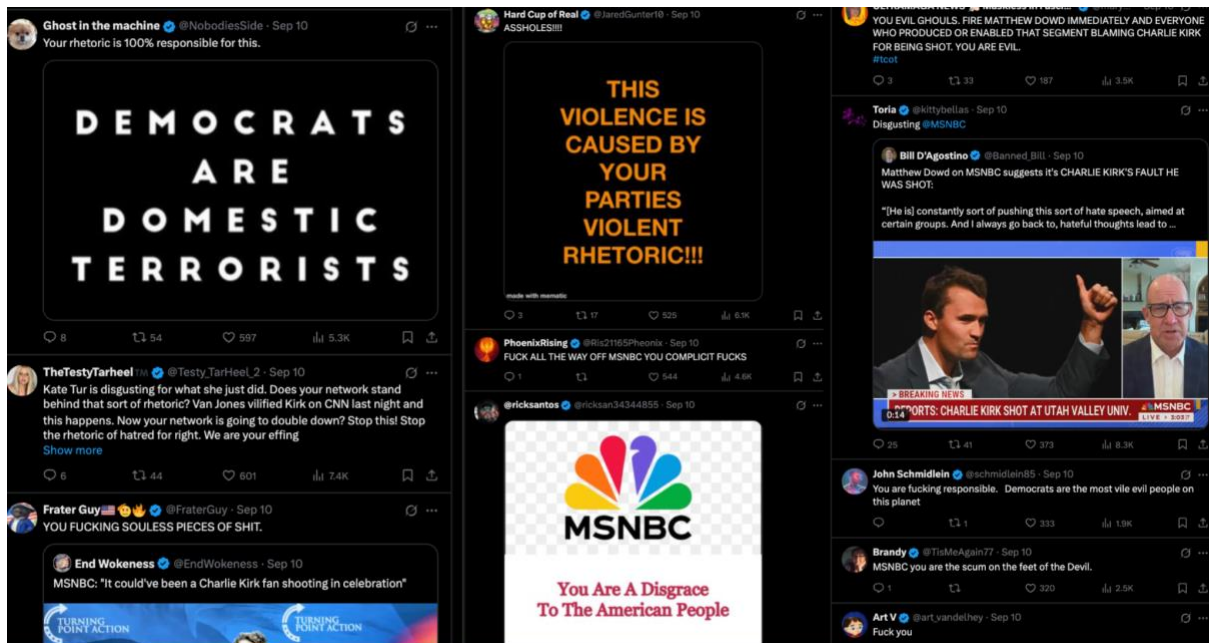 Ghost in the machine @NobodiesSide · Sep 10
Your rhetoric is 100% responsible for this.
DEMOCRATS
ARE
DOMESTIC
TERRORISTS
8 54 597 5.3K
TheTestyTarheel™ @Testy_TarHeel_2 · Sep 10
Kate Tur is disgusting for what she just did. Does your network stand
behind that sort of rhetoric? Van Jones vilified Kirk on CNN last night and
this happens. Now your network is going to double down? Stop this! Stop
the rhetoric of hatred for right. We are your effing
Show more
6 44 601 7.4K
Frater Guy @FraterGuy · Sep 10
YOU FUCKING SOULESS PIECES OF SHIT.
End Wokeness @EndWokeness · Sep 10
MSNBC: "It could've been a Charlie Kirk fan shooting in celebration"
TURNING
POINT ACTION
TURNING
POINT ACTION
Hard Cup of Real @JaredGunter10 · Sep 10
ASSHOLES!!!!
THIS
VIOLENCE IS
CAUSED BY
YOUR
PARTIES
VIOLENT
RHETORIC!!!
made with mematic
3 17 525 6.1K
PhoenixRising @Ris21165Pheonix · Sep 10
FUCK ALL THE WAY OFF MSNBC YOU COMPLICIT FUCKS
1 544 4.6K
@ricksantos @ricksan34344855 · Sep 10
MSNBC
You Are A Disgrace
To The American People
YOU EVIL GHOULS. FIRE MATTHEW DOWD IMMEDIATELY AND EVERYONE
WHO PRODUCED OR ENABLED THAT SEGMENT BLAMING CHARLIE KIRK
FOR BEING SHOT. YOU ARE EVIL.
#tcot
3 33 187 3.5K
Toria @kittybellas · Sep 10
Disgusting @MSNBC
Bill D'Agostino @Banned_Bill · Sep 10
Matthew Dowd on MSNBC suggests it's CHARLIE KIRK'S FAULT HE
WAS SHOT:
"[He is] constantly sort of pushing this sort of hate speech, aimed at
certain groups. And I always go back to, hateful thoughts lead to ...
> BREAKING NEWS
0:14 REPORTS: CHARLIE KIRK SHOT AT UTAH VALLEY UNIV.
MSNBC
LIVE
25 41 373 8.3K
John Schmidlein @schmidlein85 · Sep 10
You are fucking responsible. Democrats are the most vile evil people on
this planet
1 333 1.9K
Brandy @TisMeAgain77 · Sep 10
MSNBC you are the scum on the feet of the Devil.
1 320 2.5K
Art V @art_vandelhey · Sep 10
Fuck you